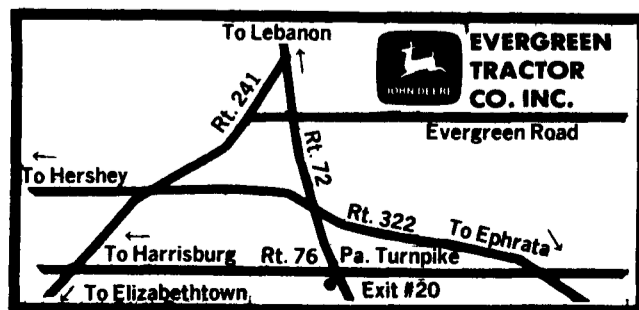 To Lebanon
EVERGREEN
TRACTOR
CO. INC.
JOHN DEERE
Rt. 241
Evergreen Road
Rt. 72
To Hershey
Rt. 322
To Ephrata
To Harrisburg
Rt. 76
Pa. Turnpike
To Elizabethtown
Exit #20